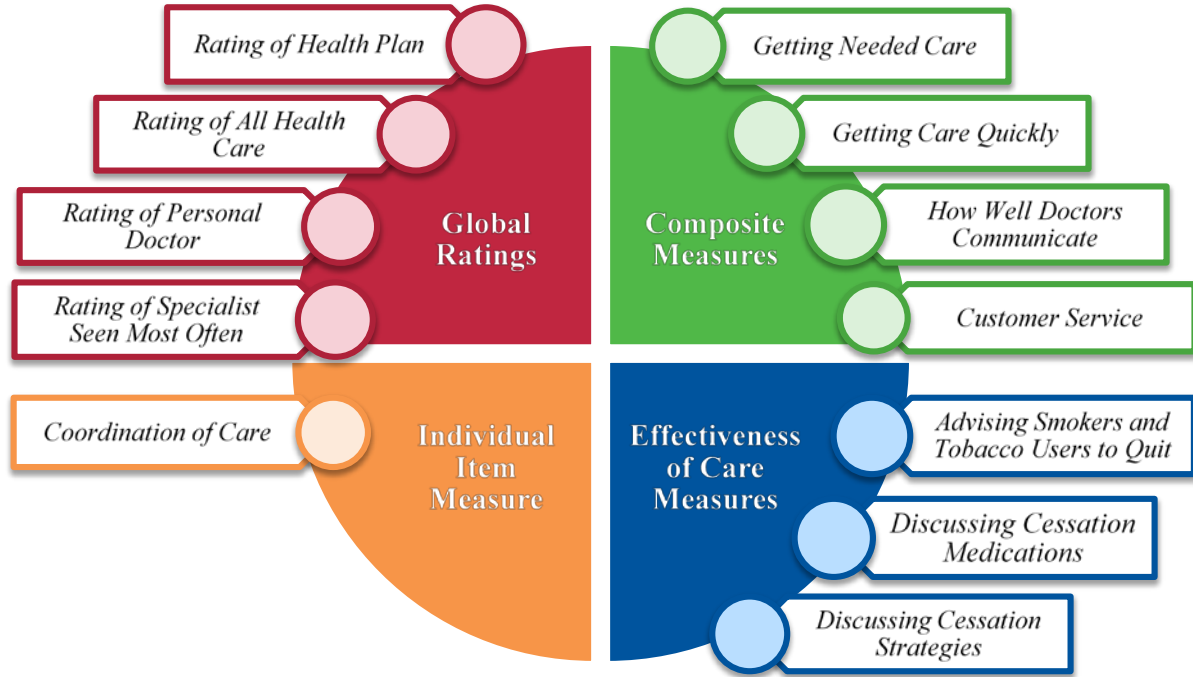 Rating of Health Plan
Rating of All Health
Care
Rating of Personal
Doctor
Rating of Specialist
Seen Most Often
Global
Ratings
Getting Needed Care
Getting Care Quickly
How Well Doctors
Communicate
Customer Service
Composite
Measures
Coordination of Care
Individual
Item
Measure
Effectiveness
of Care
Measures
Advising Smokers and
Tobacco Users to Quit
Discussing Cessation
Medications
Discussing Cessation
Strategies